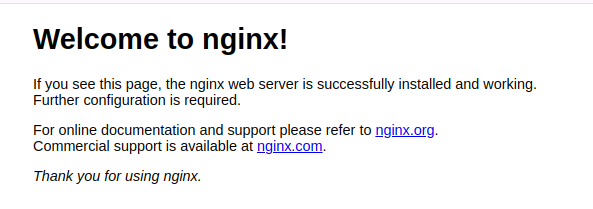 Welcome to nginx!
If you see this page, the nginx web server is successfully installed and working.
Further configuration is required.
For online documentation and support please refer to nginx.org.
Commercial support is available at nginx.com.
Thank you for using nginx.